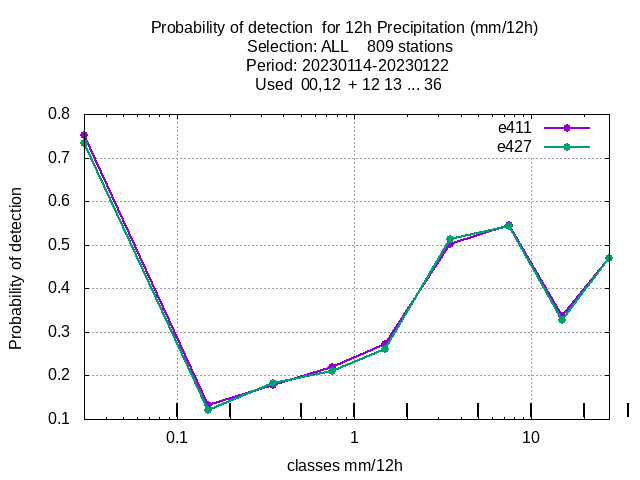 Probability of detection  for 12h Precipitation (mm/12h)
Selection: ALL    809 stations
Period: 20230114-20230122
Used  00,12  + 12 13 ... 36
e411
e427
0.8
0.7
0.6
0.5
0.4
0.3
0.2
0.1
Probability of detection
0.1 1 10
classes mm/12h